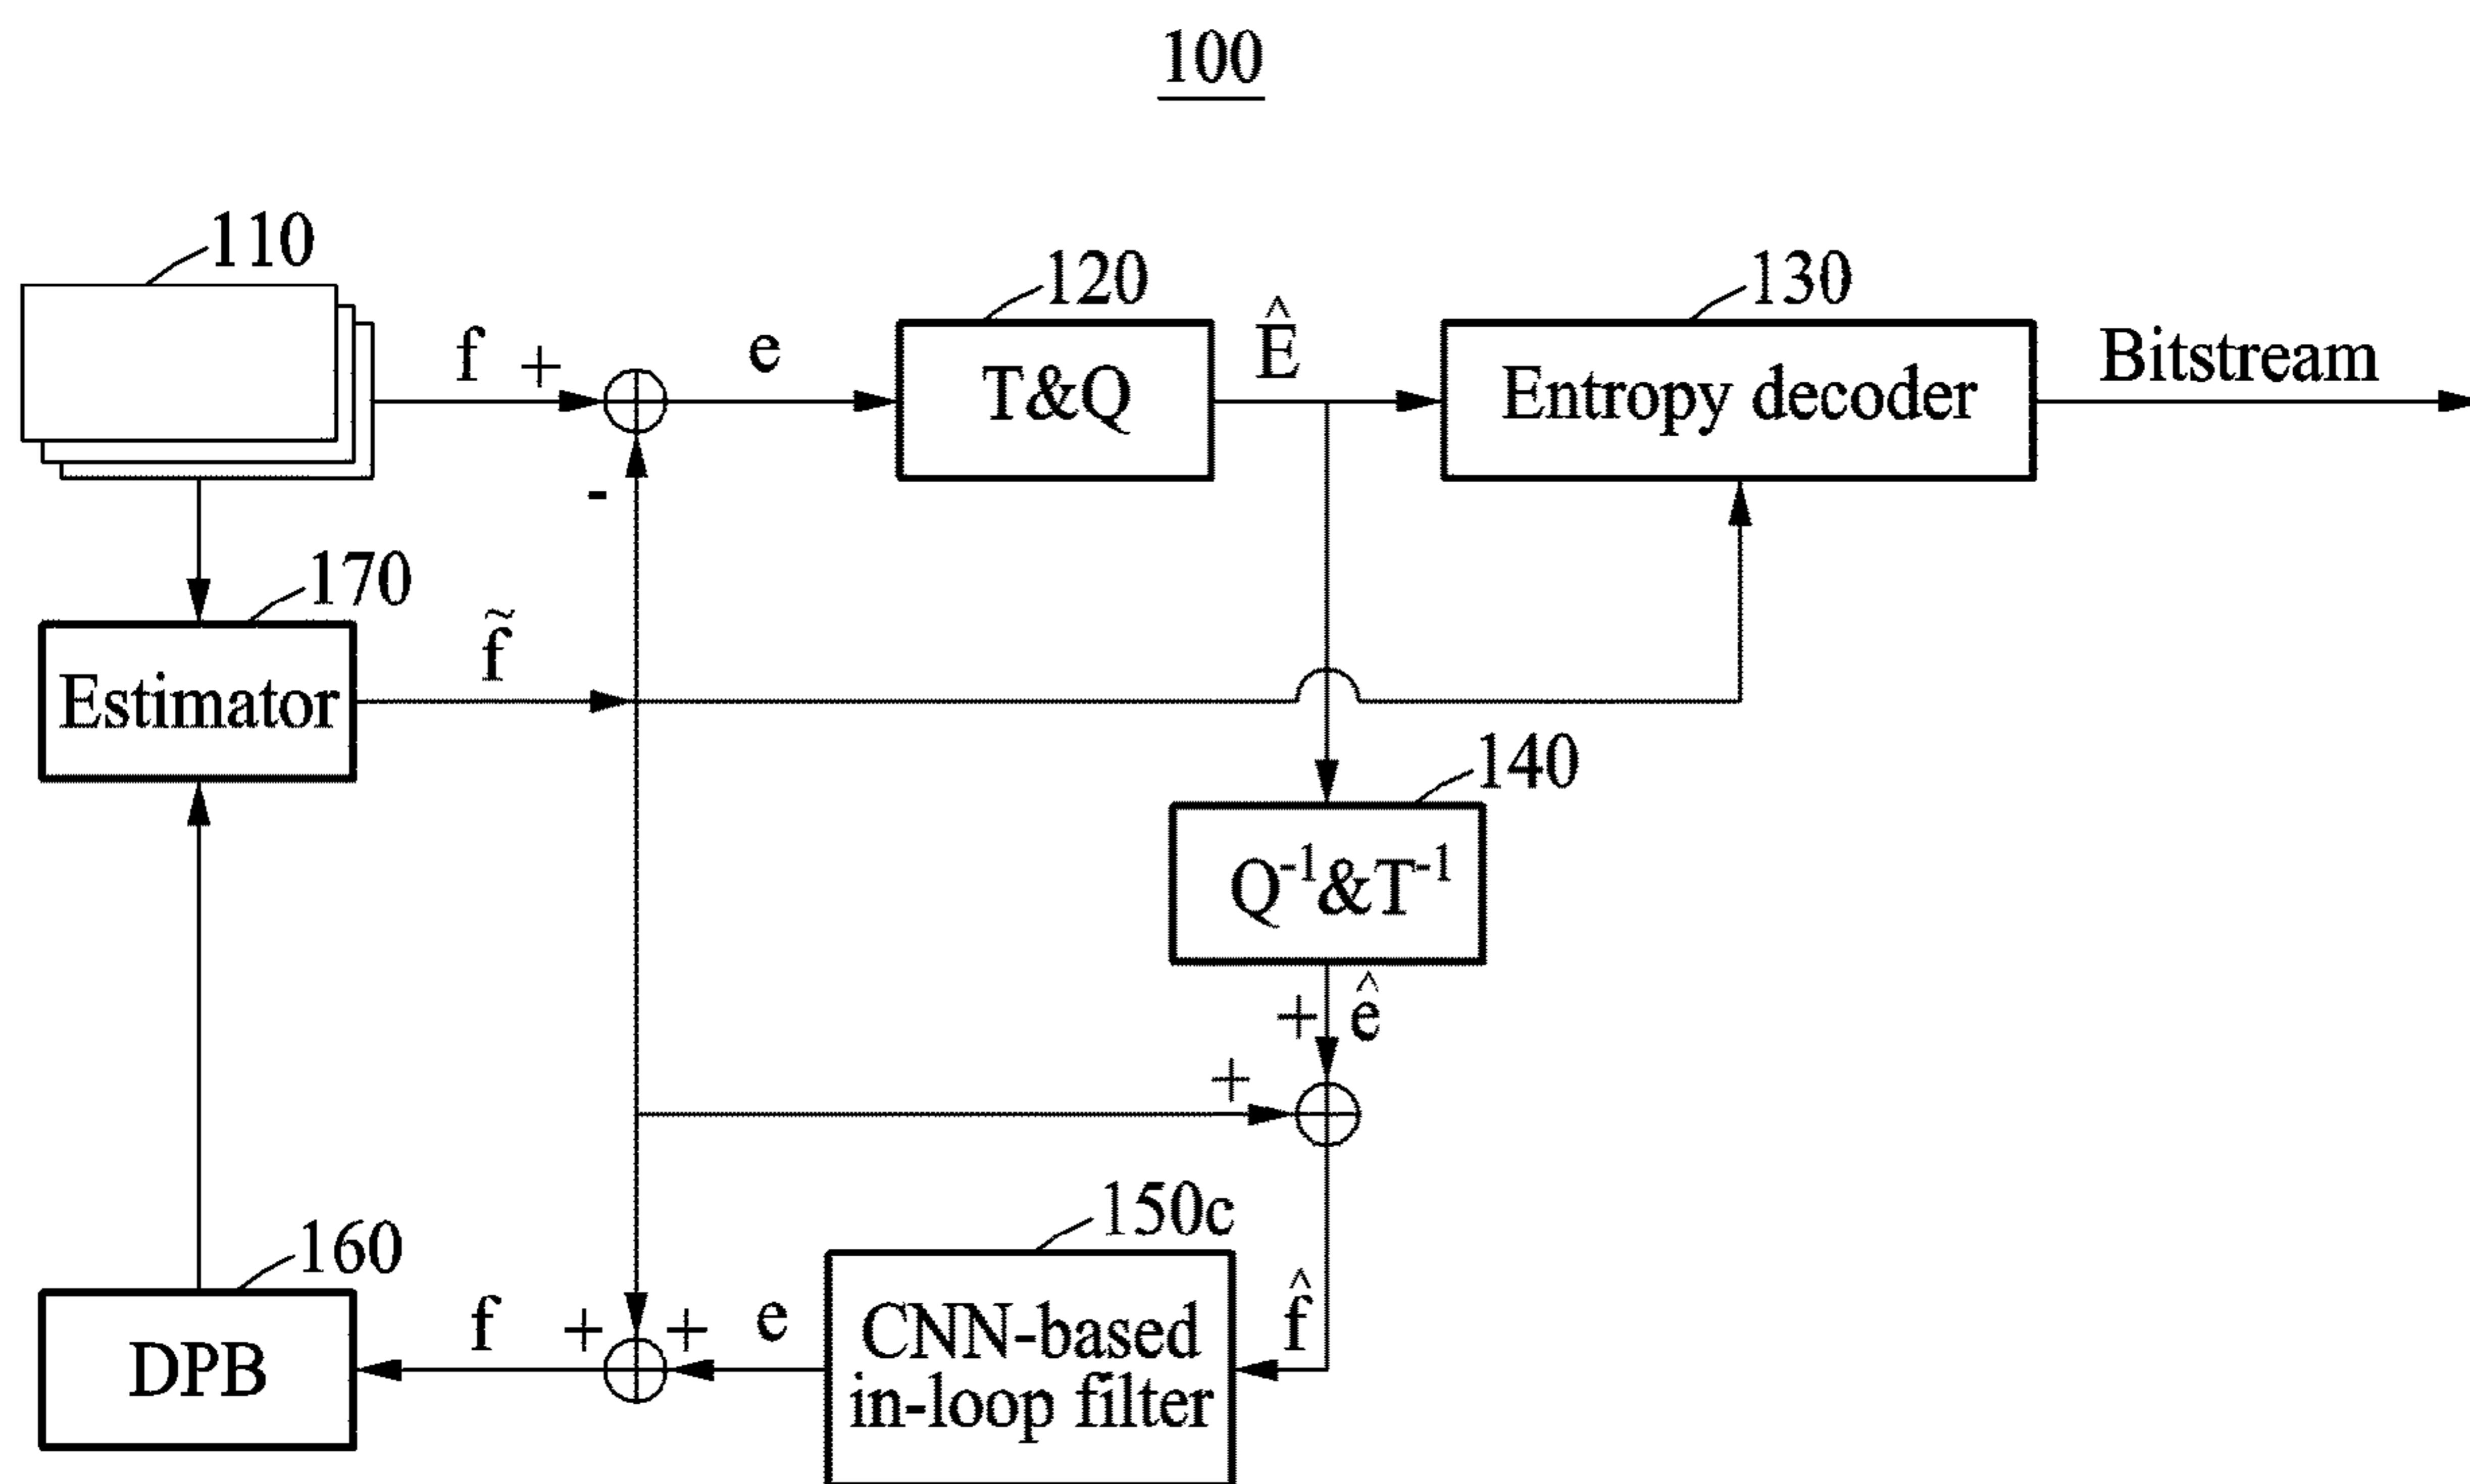 100
110
120
130
f + e
T&Q
Ê
Entropy decoder
Bitstream
-
170
Estimator
f̃
140
Q⁻¹&T⁻¹
+ ê
+
150c
160
DPB
f + + e
CNN-based
in-loop filter
f̂